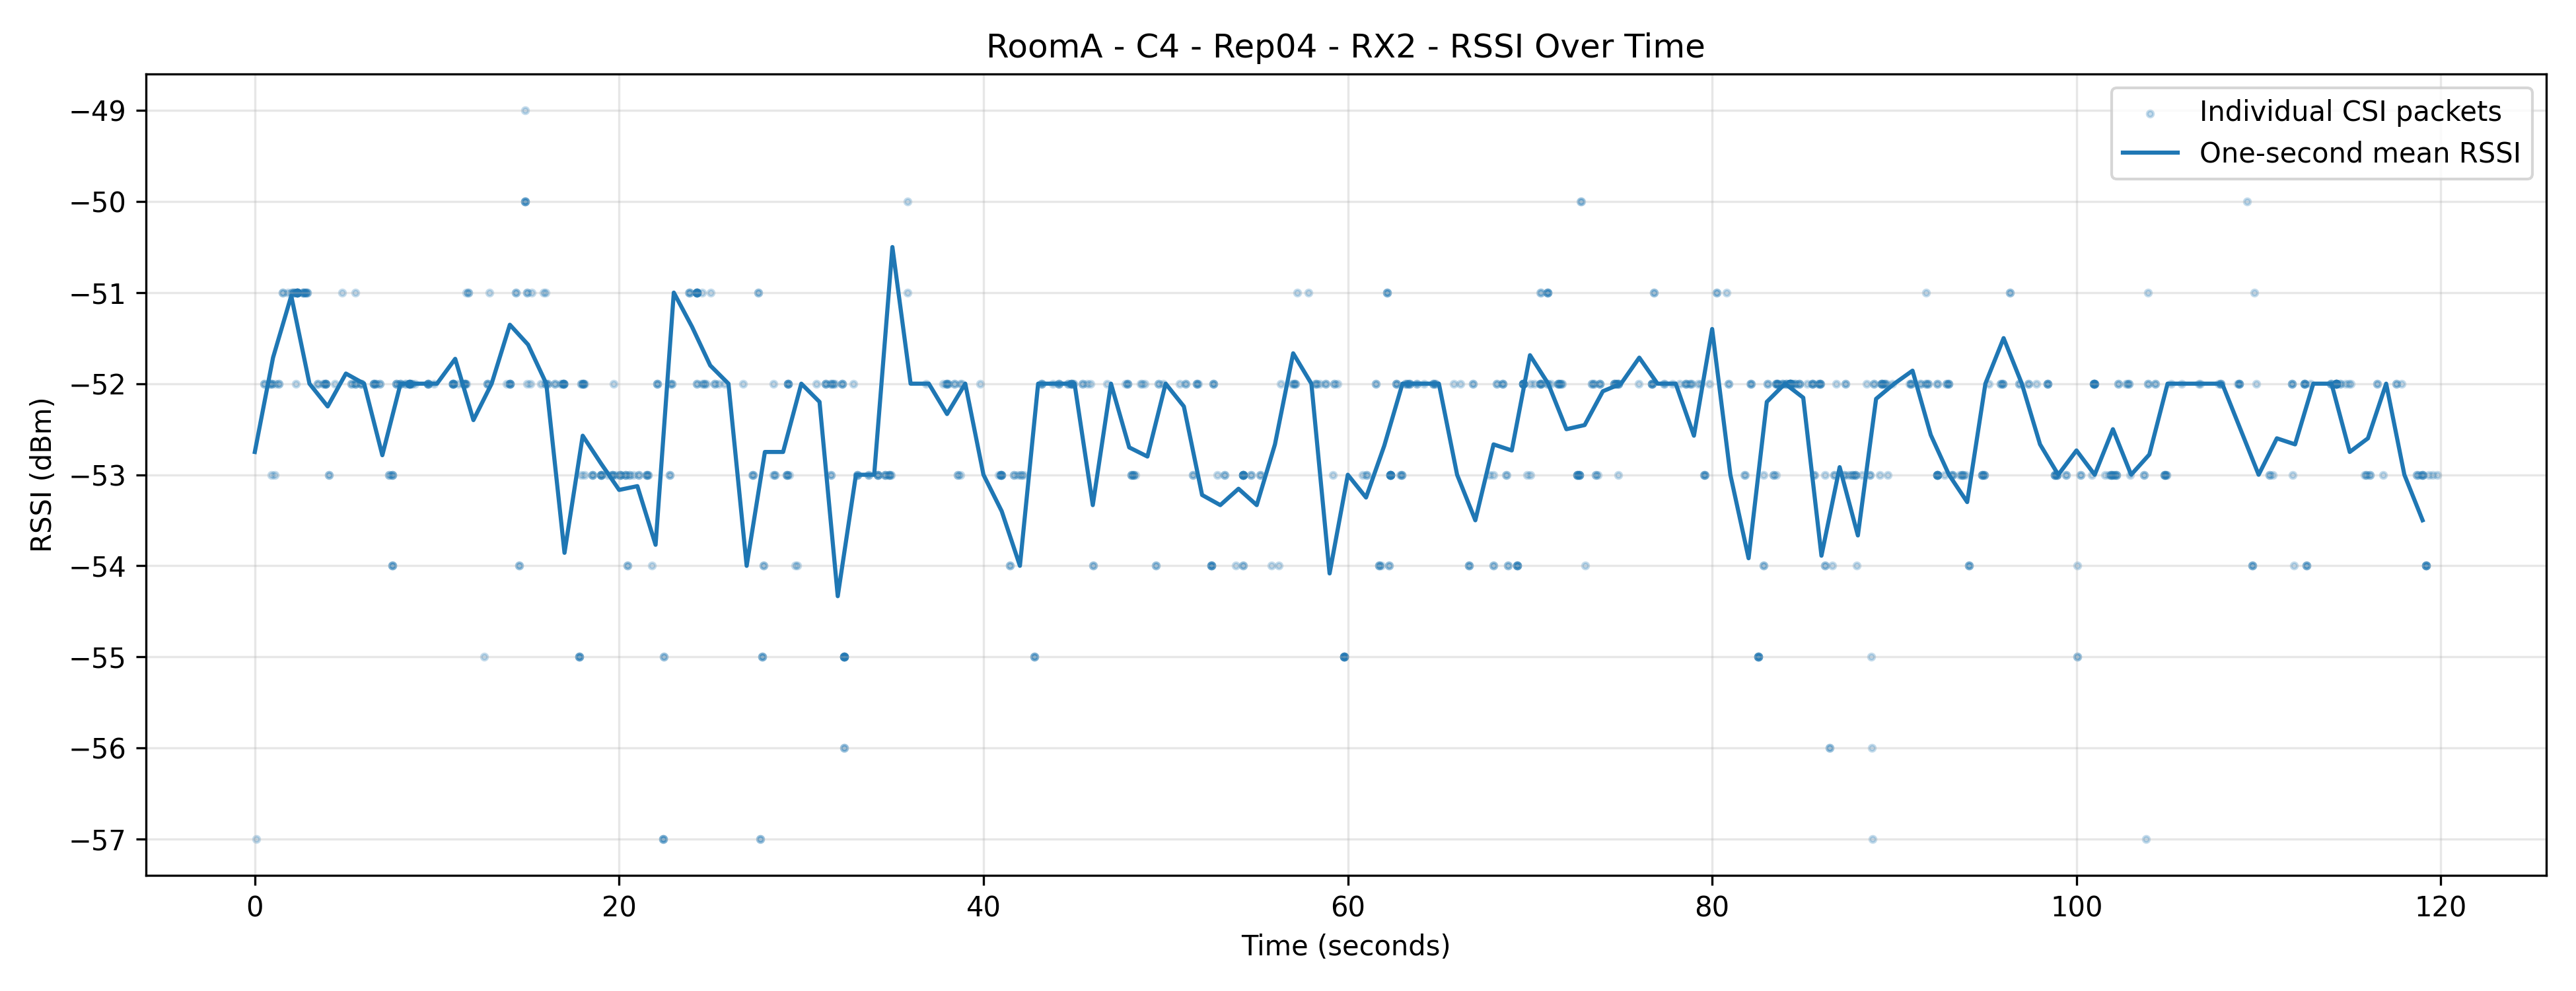 RoomA - C4 - Rep04 - RX2 - RSSI Over Time
Individual CSI packets
One-second mean RSSI
RSSI (dBm)
−49
−50
−51
−52
−53
−54
−55
−56
−57
0 20 40 60 80 100 120
Time (seconds)